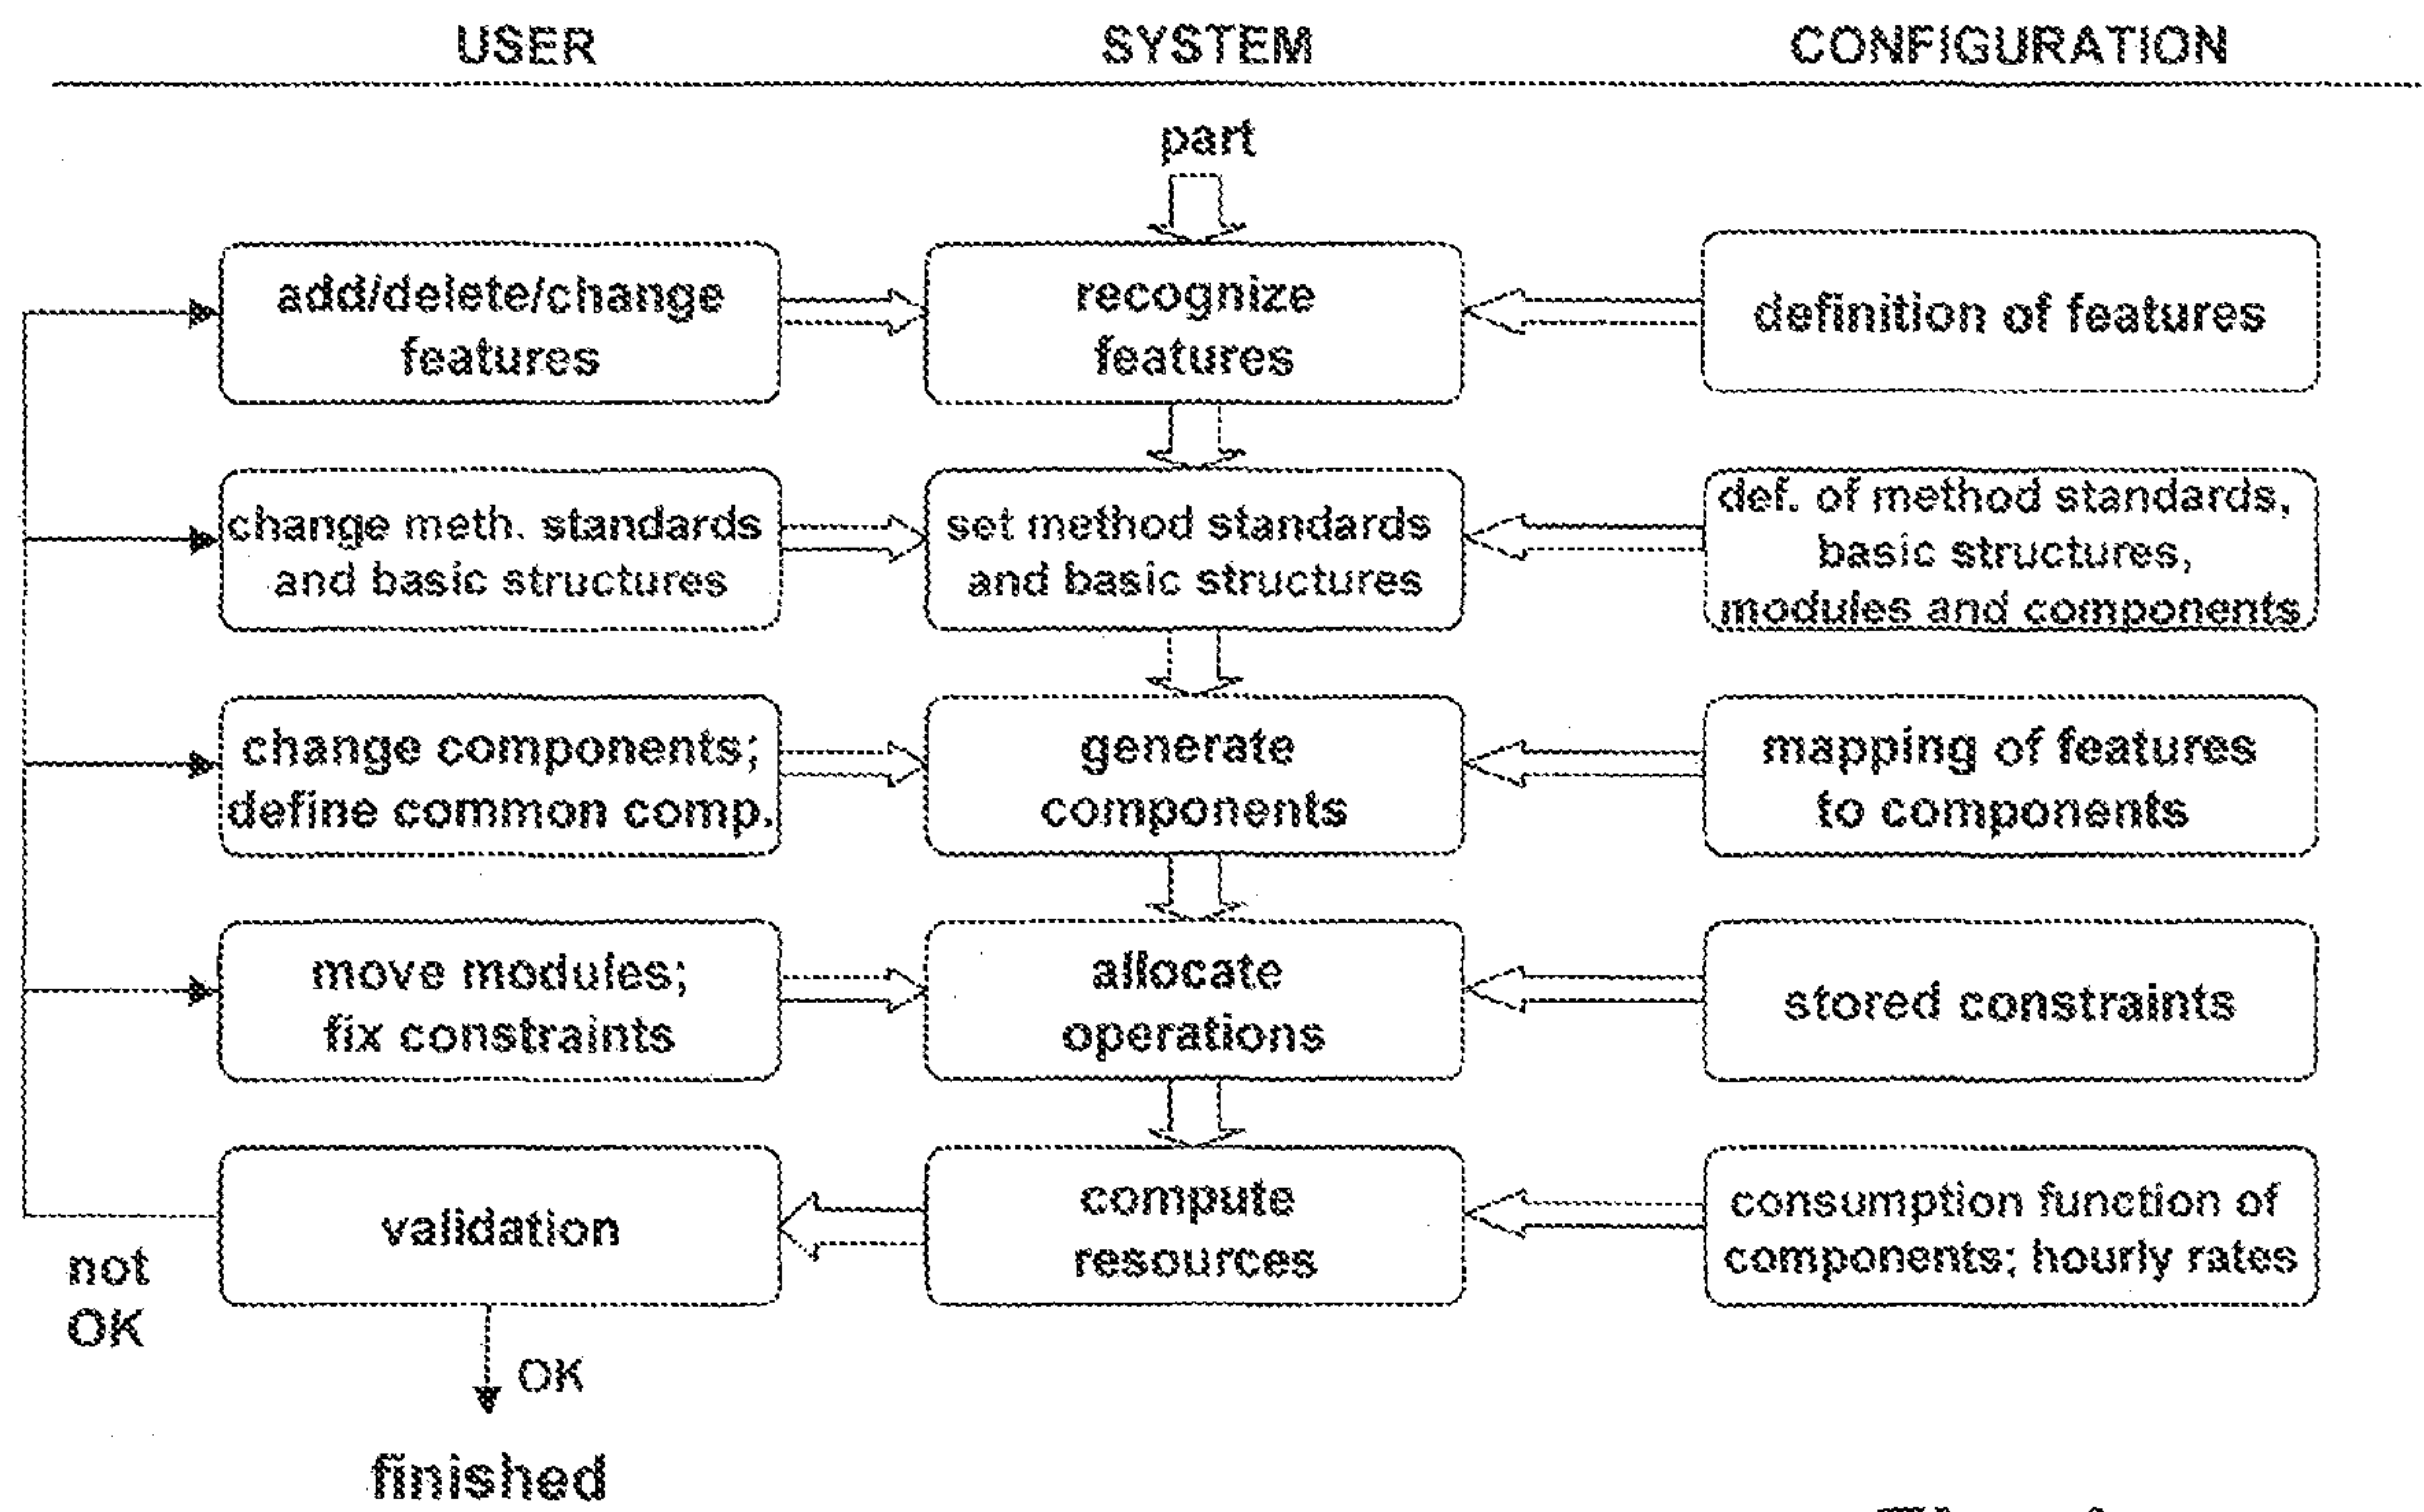 USER
SYSTEM
CONFIGURATION
part
add/delete/change
features
recognize
features
definition of features
change meth. standards
and basic structures
set method standards
and basic structures
def. of method standards,
basic structures,
modules and components
change components;
define common comp.
generate
components
mapping of features
to components
move modules;
fix constraints
allocate
operations
stored constraints
validation
compute
resources
consumption function of
components; hourly rates
not
OK
OK
finished